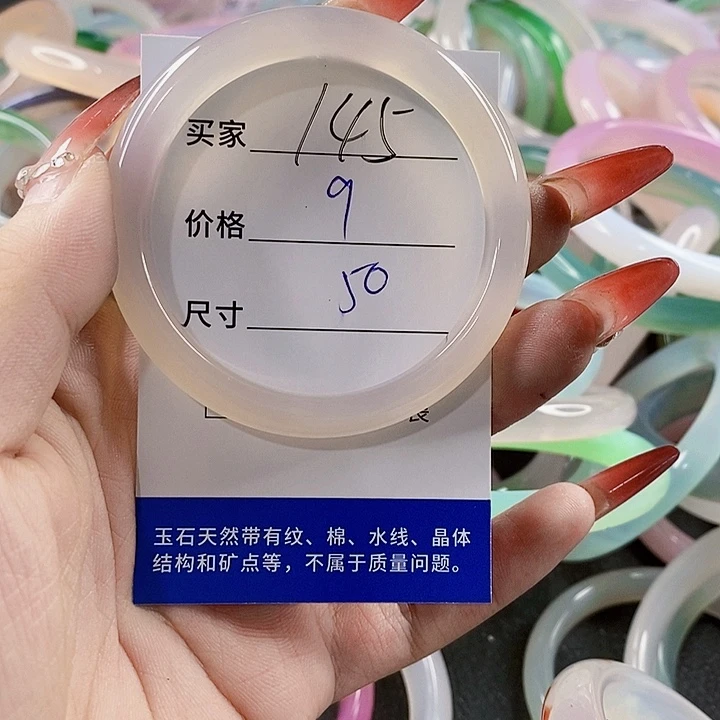 买家 145
价格 9
尺寸 50
玉石天然带有纹、棉、水线、晶体
结构和矿点等，不属于质量问题。